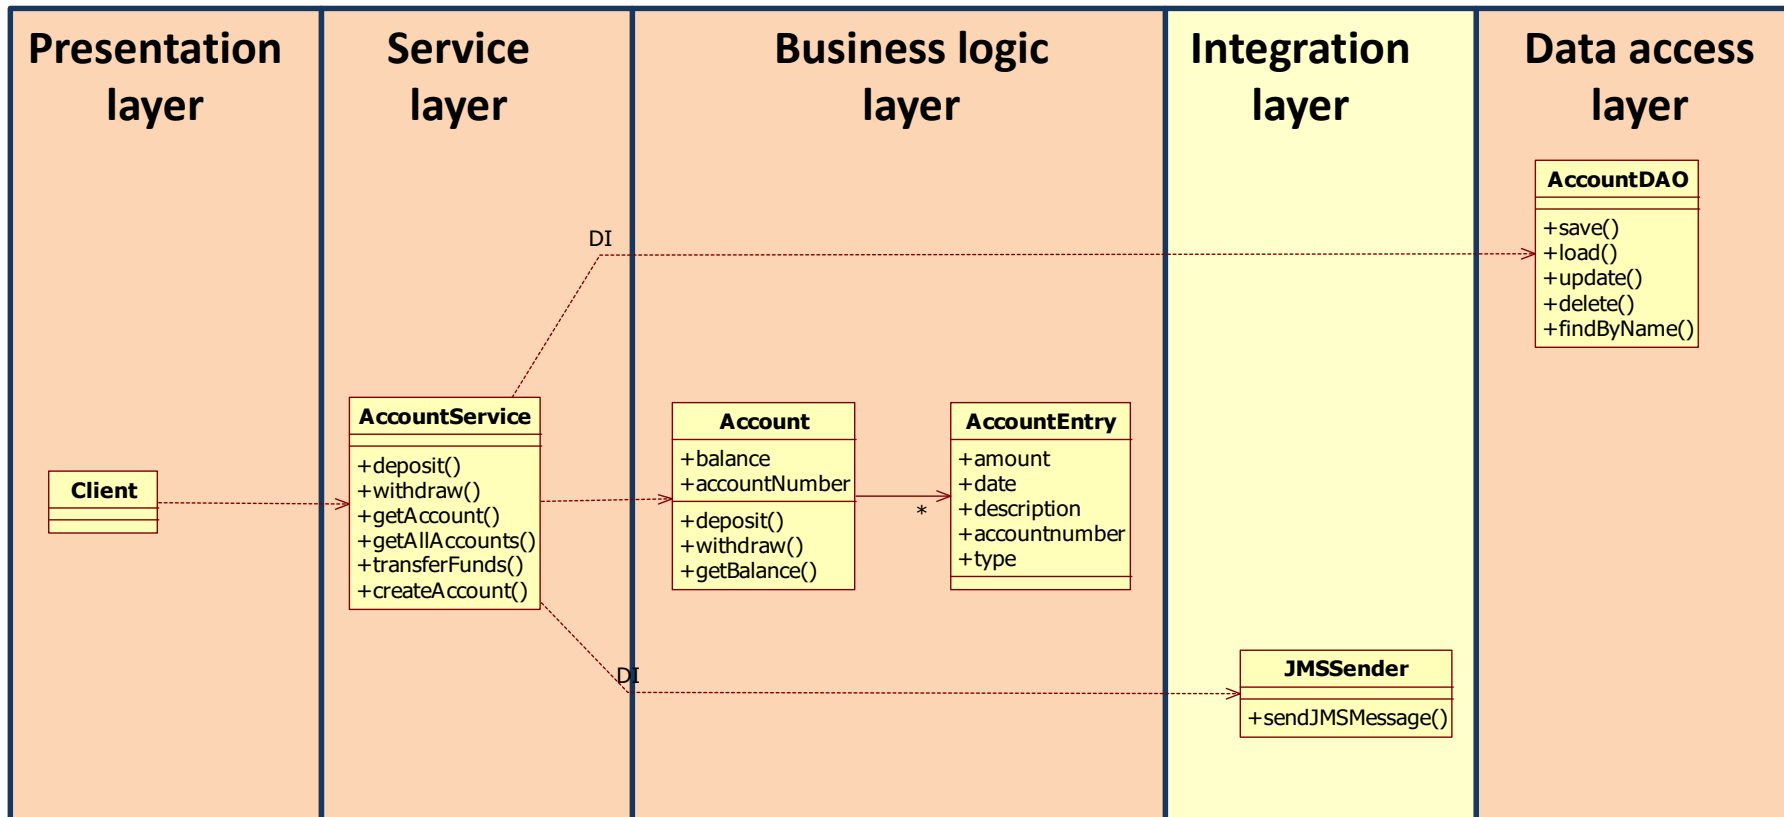 Presentation
layer
Service
layer
Business logic
layer
Integration
layer
Data access
layer
AccountDAO
+save()
+load()
+update()
+delete()
+findByName()
DI
Client
AccountService
+deposit()
+withdraw()
+getAccount()
+getAllAccounts()
+transferFunds()
+createAccount()
Account
+balance
+accountNumber
+deposit()
+withdraw()
+getBalance()
*
AccountEntry
+amount
+date
+description
+accountnumber
+type
DI
JMSSender
+sendJMSMessage()